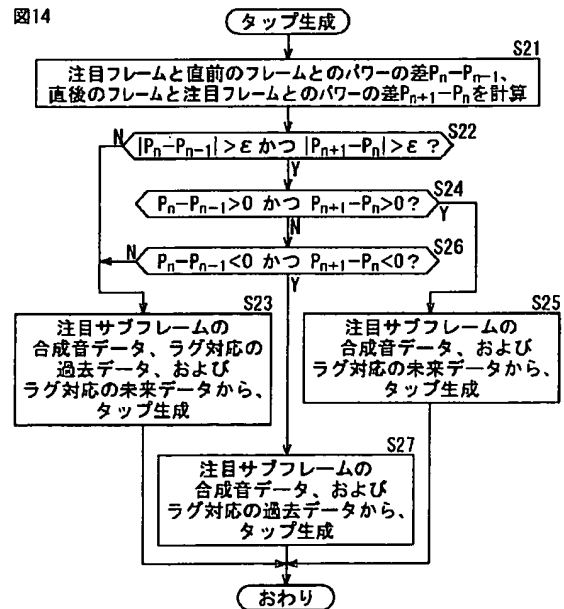 図14
タップ生成
S21
注目フレームと直前のフレームとのパワーの差Pn−Pn−1、
直後のフレームと注目フレームとのパワーの差Pn+1−Pnを計算
S22
N
|Pn−Pn−1|>ε かつ |Pn+1−Pn|>ε ?
Y
S24
Pn−Pn−1>0 かつ Pn+1−Pn>0?
Y
N
S26
N
Pn−Pn−1<0 かつ Pn+1−Pn<0?
Y
S23
注目サブフレームの
合成音データ、ラグ対応の
過去データ、および
ラグ対応の未来データから、
タップ生成
S25
注目サブフレームの
合成音データ、および
ラグ対応の未来データから、
タップ生成
S27
注目サブフレームの
合成音データ、および
ラグ対応の過去データから、
タップ生成
おわり